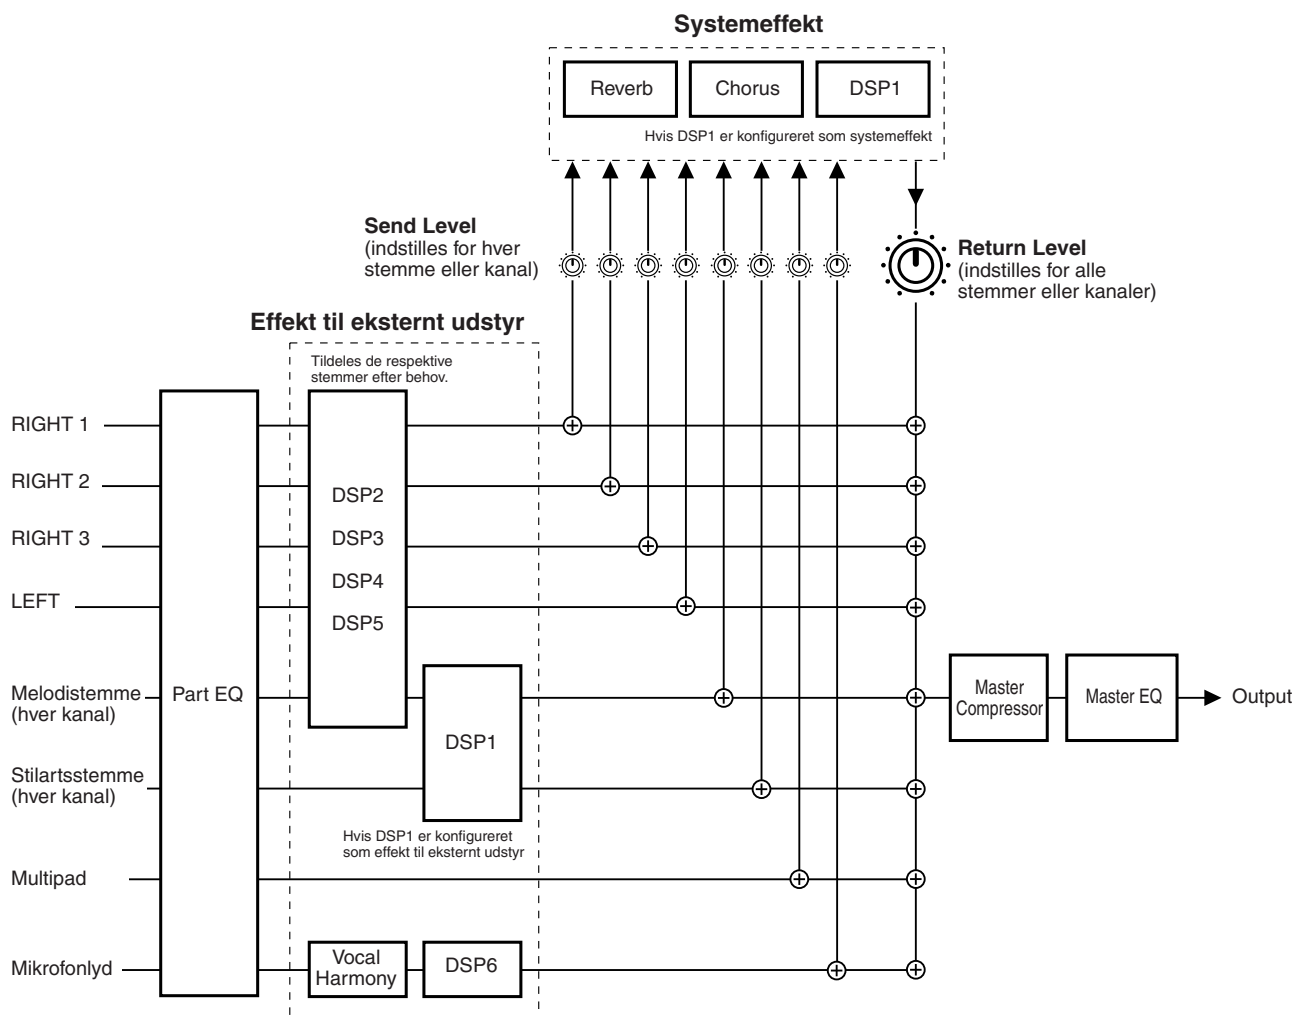 Systemeffekt
Reverb
Chorus
DSP1
Hvis DSP1 er konfigureret som systemeffekt
Send Level
(indstilles for hver
stemme eller kanal)
Return Level
(indstilles for alle
stemmer eller kanaler)
Effekt til eksternt udstyr
Tildeles de respektive
stemmer efter behov.
RIGHT 1
RIGHT 2
RIGHT 3
LEFT
Melodistemme
(hver kanal)
Stilartsstemme
(hver kanal)
Multipad
Mikrofonlyd
Part EQ
DSP2
DSP3
DSP4
DSP5
DSP1
Hvis DSP1 er konfigureret
som effekt til eksternt udstyr
Vocal
Harmony
DSP6
Master
Compressor
Master EQ
Output